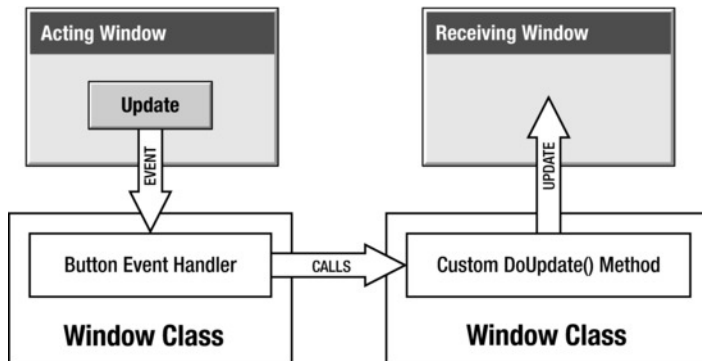 Acting Window
Receiving Window
Update
EVENT
UPDATE
Button Event Handler
CALLS
Custom DoUpdate() Method
Window Class
Window Class